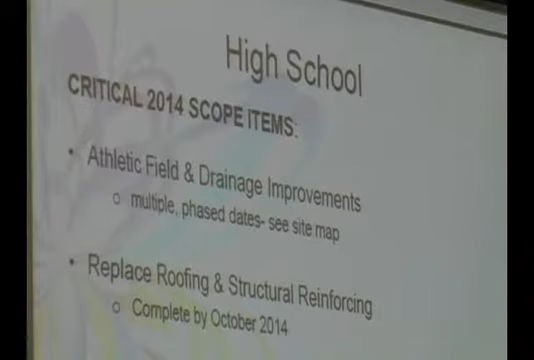 High School
CRITICAL 2014 SCOPE ITEMS:
• Athletic Field & Drainage Improvements
o multiple, phased dates- see site map
• Replace Roofing & Structural Reinforcing
o Complete by October 2014